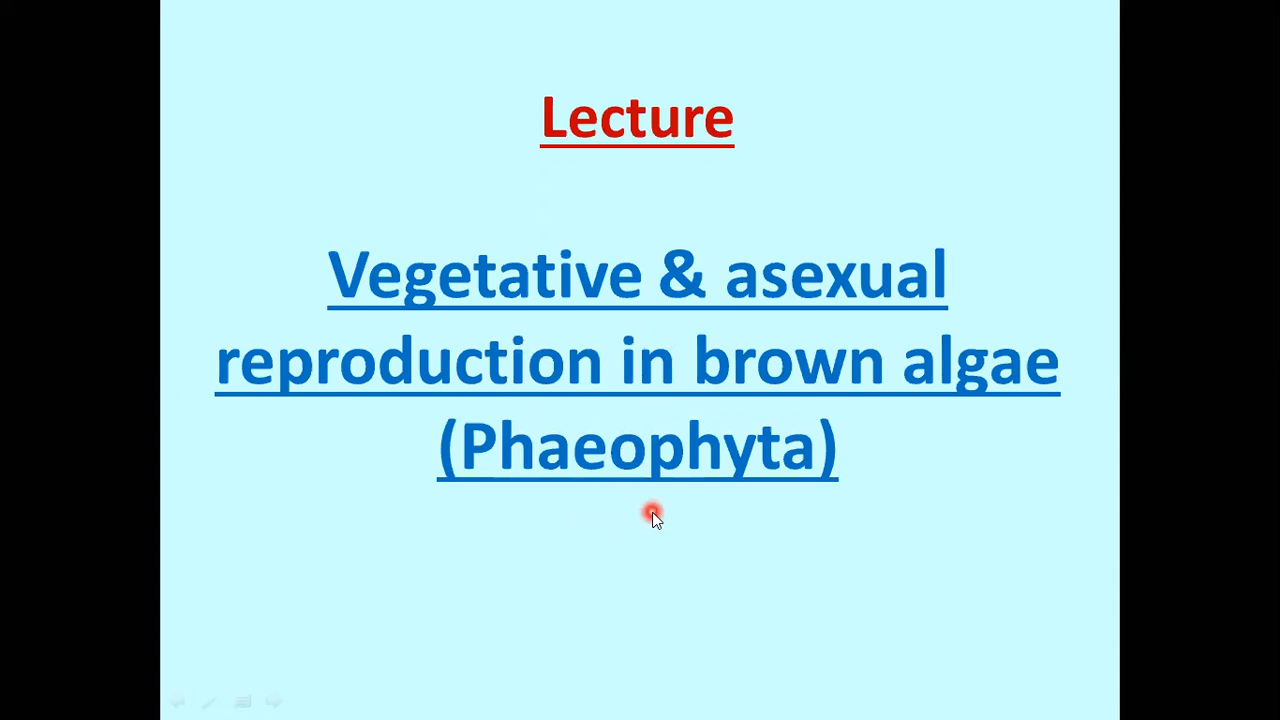 Lecture
Vegetative & asexual
reproduction in brown algae
(Phaeophyta)